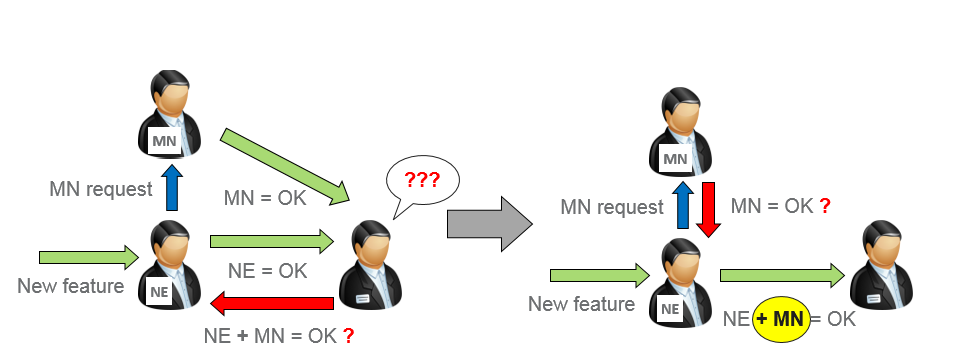 MN
MN request
MN = OK
???
New feature
NE
NE = OK
NE + MN = OK ?
MN
MN request
MN = OK ?
New feature
NE
NE + MN = OK